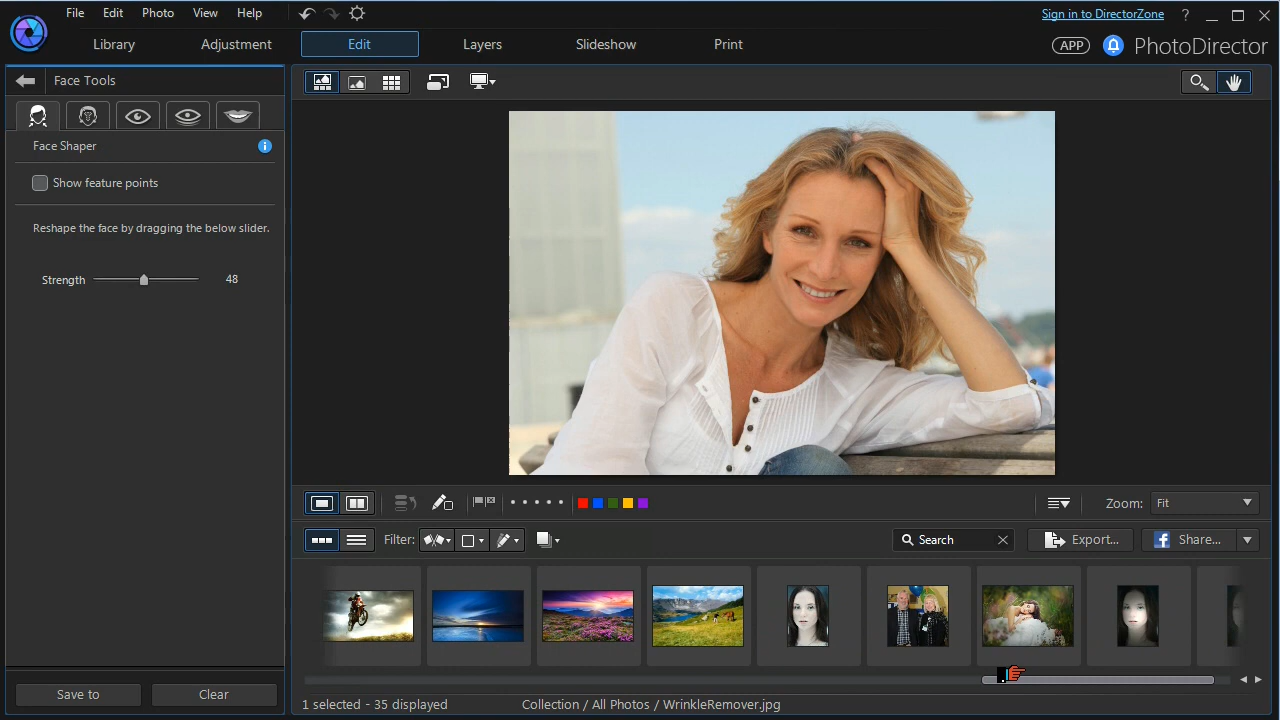 File Edit Photo View Help
Sign in to DirectorZone ?
Library Adjustment Edit Layers Slideshow Print
APP PhotoDirector
Face Tools
Face Shaper
Show feature points
Reshape the face by dragging the below slider.
Strength 48
Zoom: Fit
Filter: Search Export... Share...
Save to Clear
1 selected - 35 displayed Collection / All Photos / WrinkleRemover.jpg